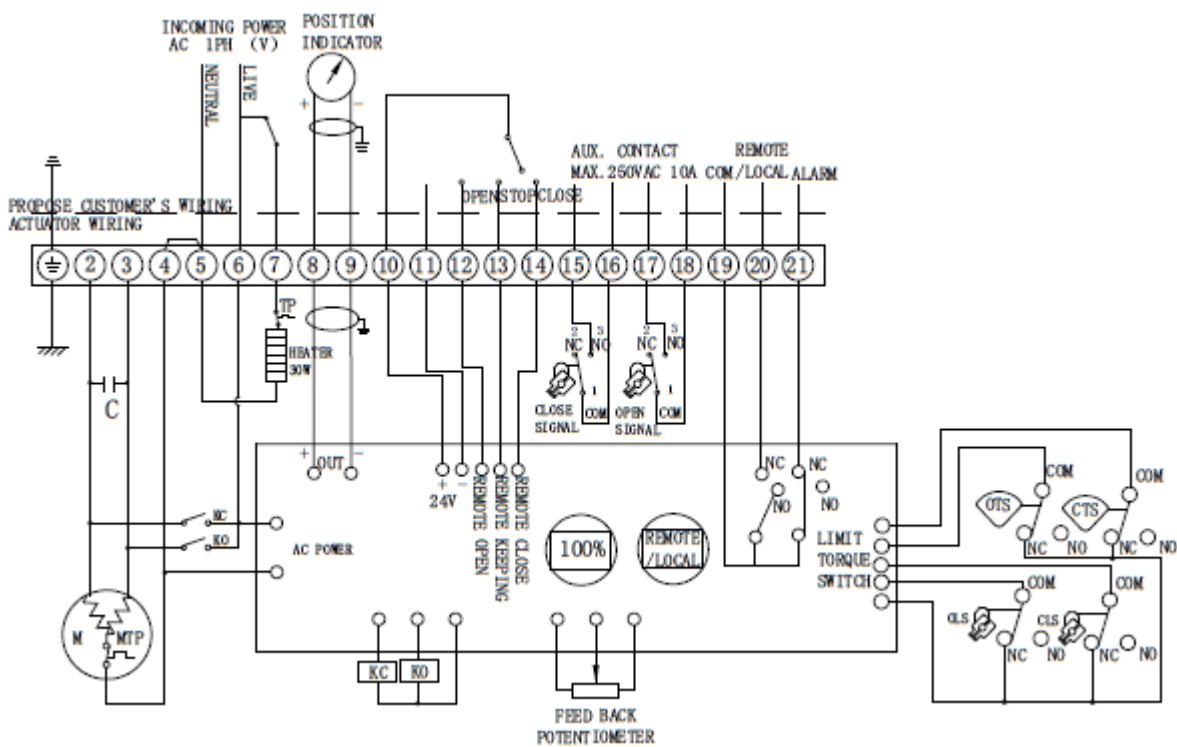 INCOMING POWER
AC 1PH (V)
POSITION
INDICATOR
NEUTRAL
LIVE
+ -
AUX. CONTACT
MAX. 250VAC 10A
REMOTE
COM/LOCAL ALARM
OPEN STOP CLOSE
PROPOSE CUSTOMER'S WIRING
ACTUATOR WIRING
2 3 4 5 6 7 8 9 10 11 12 13 14 15 16 17 18 19 20 21
TP
HEATER
30W
C
2 3
NC NO
1
COM
CLOSE
SIGNAL
2 3
NC NO
1
COM
OPEN
SIGNAL
+ OUT -
+ -
24V
REMOTE OPEN
REMOTE KEEPING
REMOTE CLOSE
NC
NO
NC
NO
KC
KO
AC POWER
100%
REMOTE
/LOCAL
LIMIT
TORQUE
SWITCH
COM
OTS
NC NO
COM
CTS
NC NO
COM
OLS
NC NO
COM
CLS
NC NO
M MTP
KC KO
FEED BACK
POTENTIOMETER